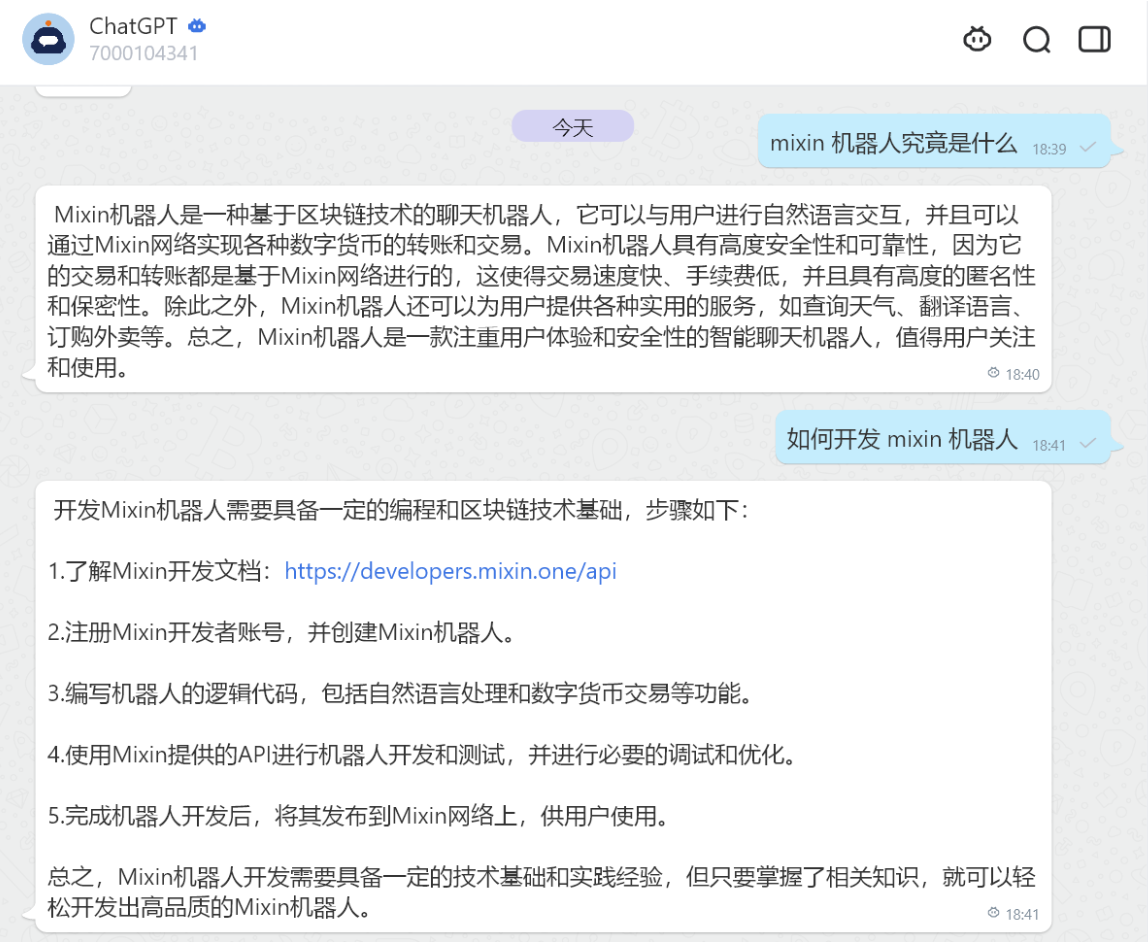 ChatGPT
7000104341
今天
mixin 机器人究竟是什么 18:39
Mixin机器人是一种基于区块链技术的聊天机器人，它可以与用户进行自然语言交互，并且可以
通过Mixin网络实现各种数字货币的转账和交易。Mixin机器人具有高度安全性和可靠性，因为它
的交易和转账都是基于Mixin网络进行的，这使得交易速度快、手续费低，并且具有高度的匿名性
和保密性。除此之外，Mixin机器人还可以为用户提供各种实用的服务，如查询天气、翻译语言、
订购外卖等。总之，Mixin机器人是一款注重用户体验和安全性的智能聊天机器人，值得用户关注
和使用。 18:40
如何开发 mixin 机器人 18:41
开发Mixin机器人需要具备一定的编程和区块链技术基础，步骤如下：
1.了解Mixin开发文档：https://developers.mixin.one/api
2.注册Mixin开发者账号，并创建Mixin机器人。
3.编写机器人的逻辑代码，包括自然语言处理和数字货币交易等功能。
4.使用Mixin提供的API进行机器人开发和测试，并进行必要的调试和优化。
5.完成机器人开发后，将其发布到Mixin网络上，供用户使用。
总之，Mixin机器人开发需要具备一定的技术基础和实践经验，但只要掌握了相关知识，就可以轻
松开发出高品质的Mixin机器人。 18:41